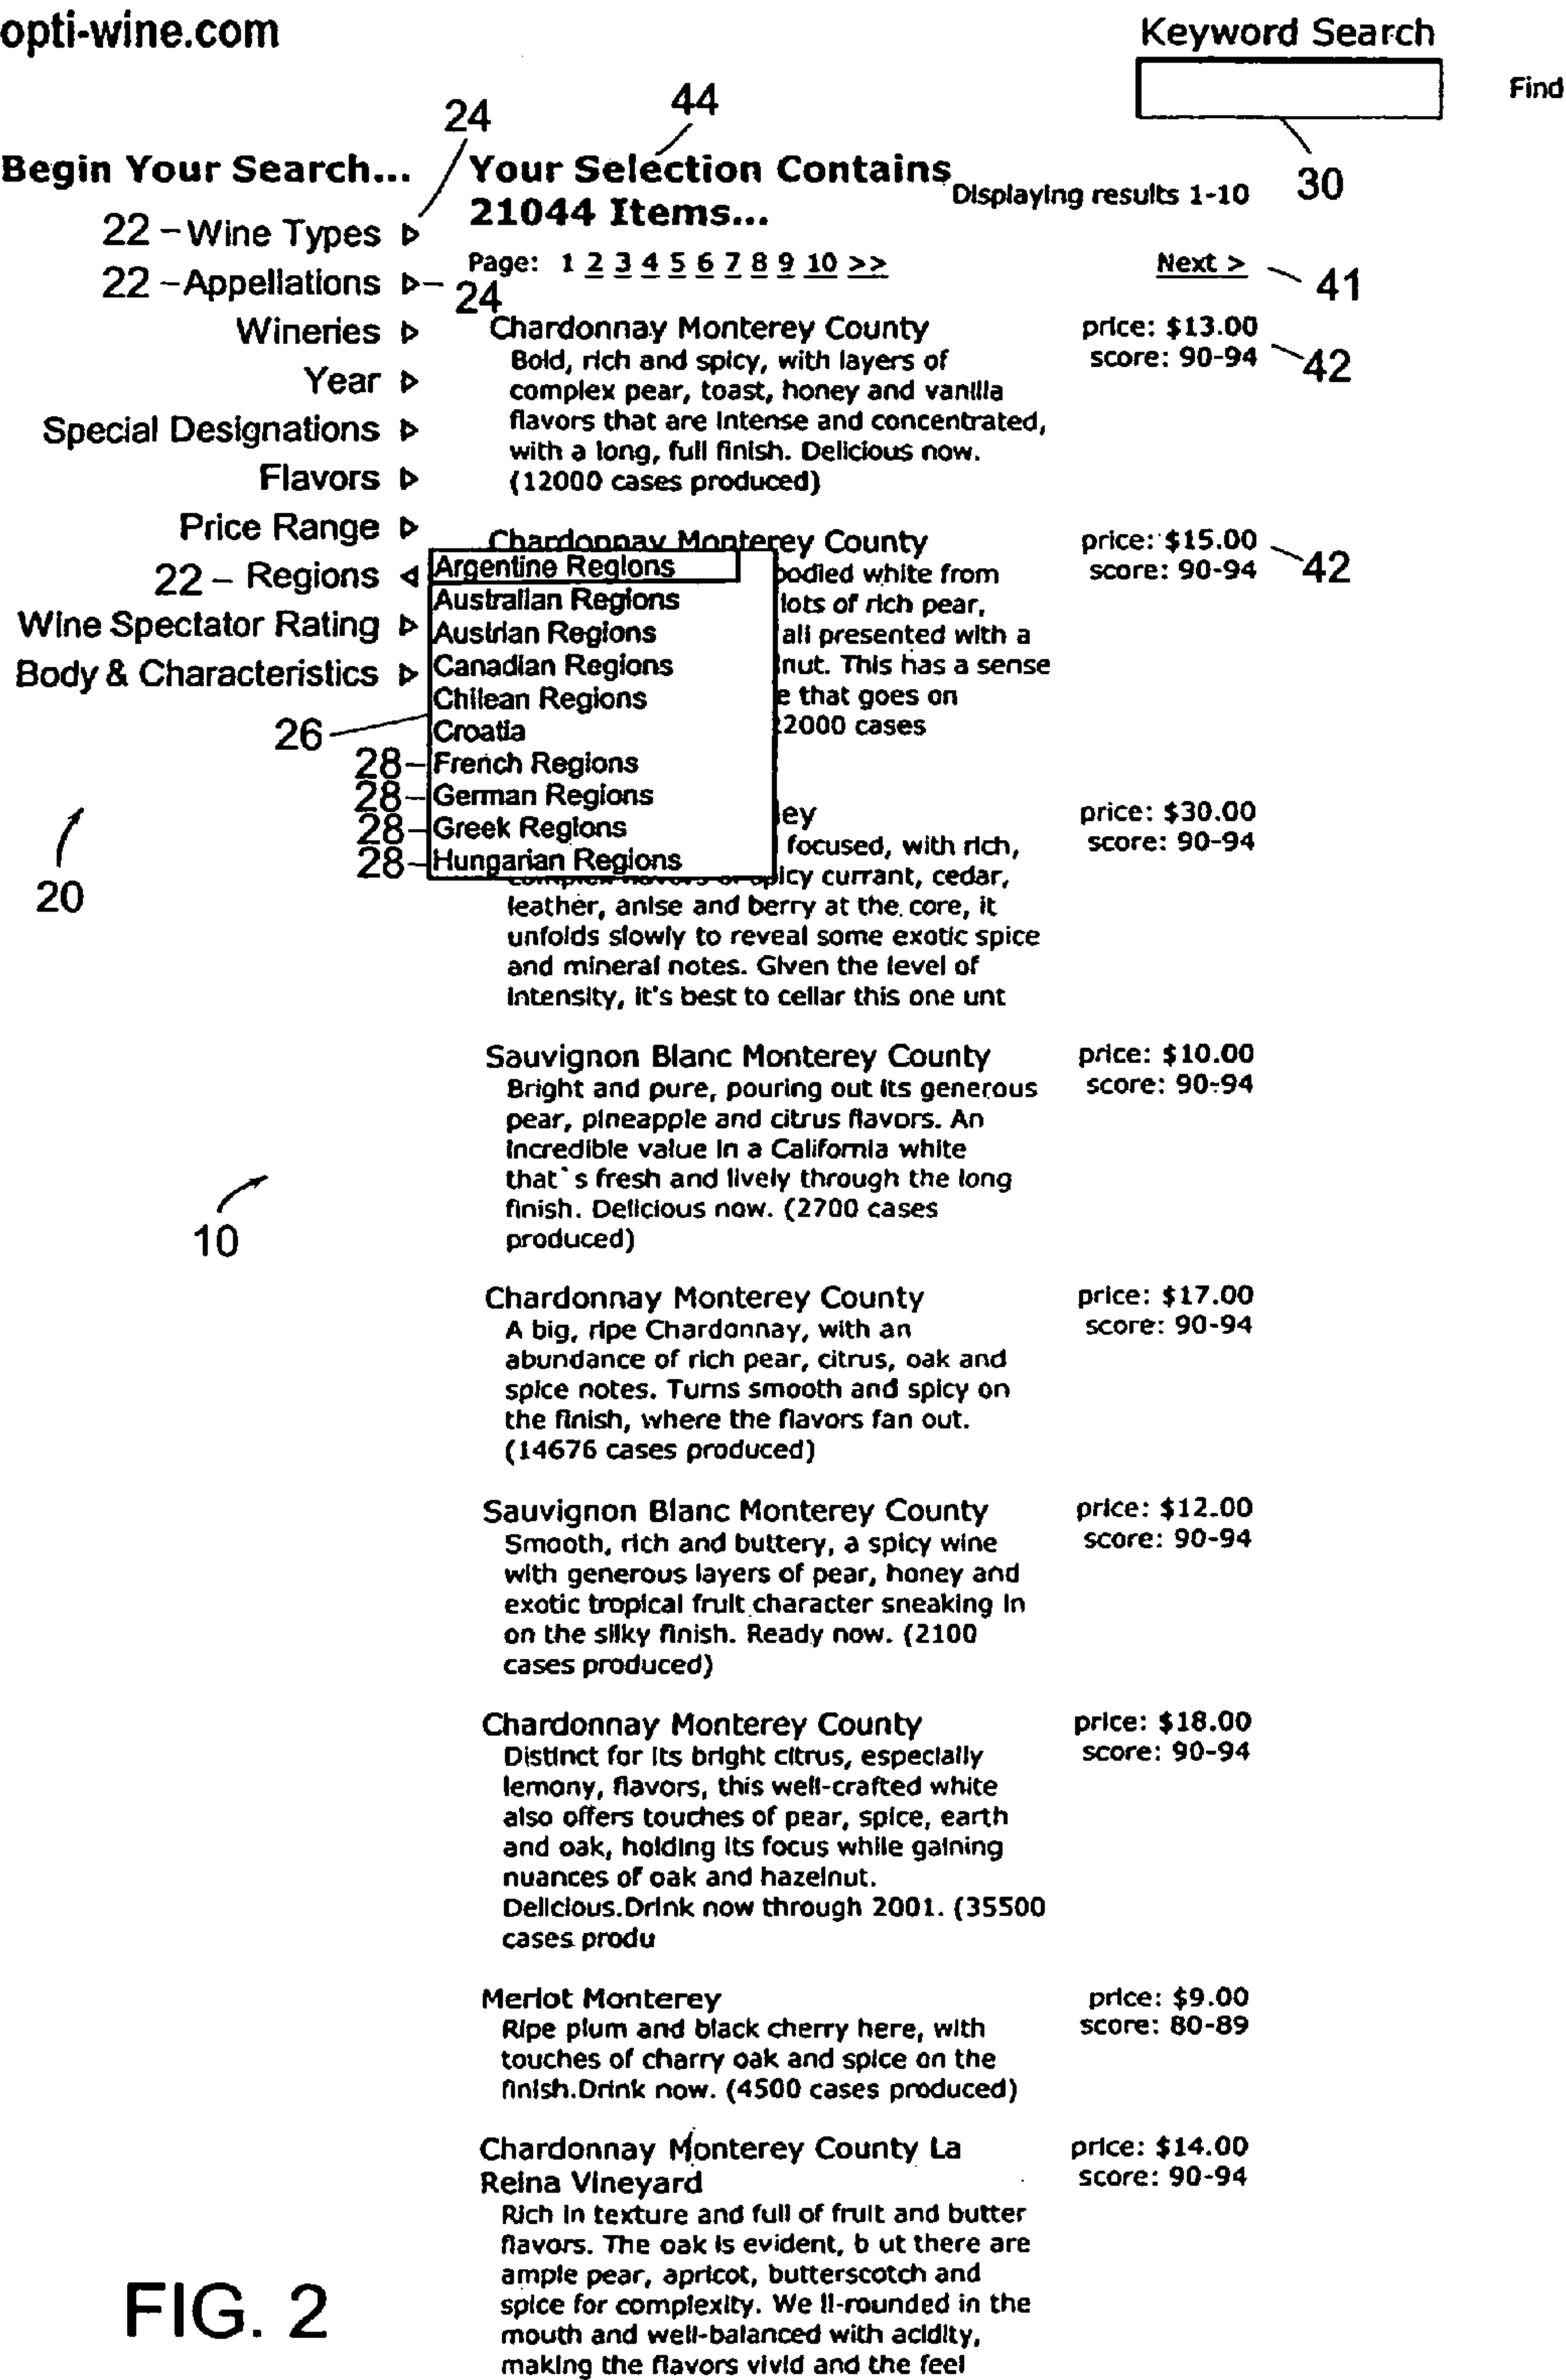 opti-wine.com
Keyword Search
Find
30
24
44
Begin Your Search...
22 - Wine Types
22 - Appellations
24
Wineries
Year
Special Designations
Flavors
Price Range
22 - Regions
Wine Spectator Rating
Body & Characteristics
Argentine Regions
Australian Regions
Austrian Regions
Canadian Regions
Chilean Regions
Croatia
28 - French Regions
28 - German Regions
28 - Greek Regions
28 - Hungarian Regions
26
20
10
Your Selection Contains
21044 Items...
Displaying results 1-10
Page: 1 2 3 4 5 6 7 8 9 10 >>
Next >
41
Chardonnay Monterey County
price: $13.00
score: 90-94
42
Bold, rich and spicy, with layers of
complex pear, toast, honey and vanilla
flavors that are intense and concentrated,
with a long, full finish. Delicious now.
(12000 cases produced)
Chardonnay Monterey County
price: $15.00
score: 90-94
42
bodied white from
lots of rich pear,
all presented with a
nut. This has a sense
e that goes on
2000 cases
ey
price: $30.00
score: 90-94
focused, with rich,
icy currant, cedar,
leather, anise and berry at the core, it
unfolds slowly to reveal some exotic spice
and mineral notes. Given the level of
intensity, it's best to cellar this one unt
Sauvignon Blanc Monterey County
price: $10.00
score: 90-94
Bright and pure, pouring out its generous
pear, pineapple and citrus flavors. An
incredible value in a California white
that`s fresh and lively through the long
finish. Delicious now. (2700 cases
produced)
Chardonnay Monterey County
price: $17.00
score: 90-94
A big, ripe Chardonnay, with an
abundance of rich pear, citrus, oak and
spice notes. Turns smooth and spicy on
the finish, where the flavors fan out.
(14676 cases produced)
Sauvignon Blanc Monterey County
price: $12.00
score: 90-94
Smooth, rich and buttery, a spicy wine
with generous layers of pear, honey and
exotic tropical fruit character sneaking in
on the silky finish. Ready now. (2100
cases produced)
Chardonnay Monterey County
price: $18.00
score: 90-94
Distinct for its bright citrus, especially
lemony, flavors, this well-crafted white
also offers touches of pear, spice, earth
and oak, holding its focus while gaining
nuances of oak and hazelnut.
Delicious.Drink now through 2001. (35500
cases produ
Merlot Monterey
price: $9.00
score: 80-89
Ripe plum and black cherry here, with
touches of charry oak and spice on the
finish.Drink now. (4500 cases produced)
Chardonnay Monterey County La
Reina Vineyard
price: $14.00
score: 90-94
Rich in texture and full of fruit and butter
flavors. The oak is evident, b ut there are
ample pear, apricot, butterscotch and
spice for complexity. We ll-rounded in the
mouth and well-balanced with acidity,
making the flavors vivid and the feel
FIG. 2